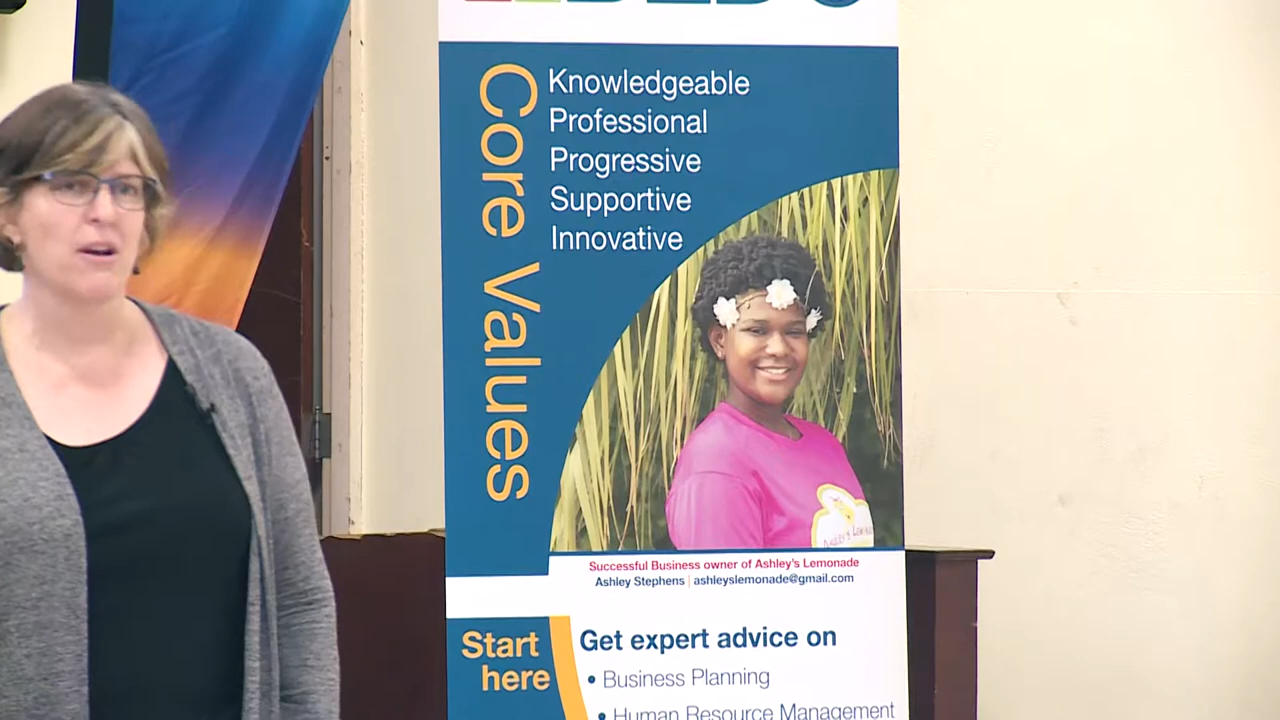 Core Values
Knowledgeable
Professional
Progressive
Supportive
Innovative
Successful Business owner of Ashley's Lemonade
Ashley Stephens | ashleyslemonade@gmail.com
Start
here
Get expert advice on
• Business Planning
• Human Resource Management